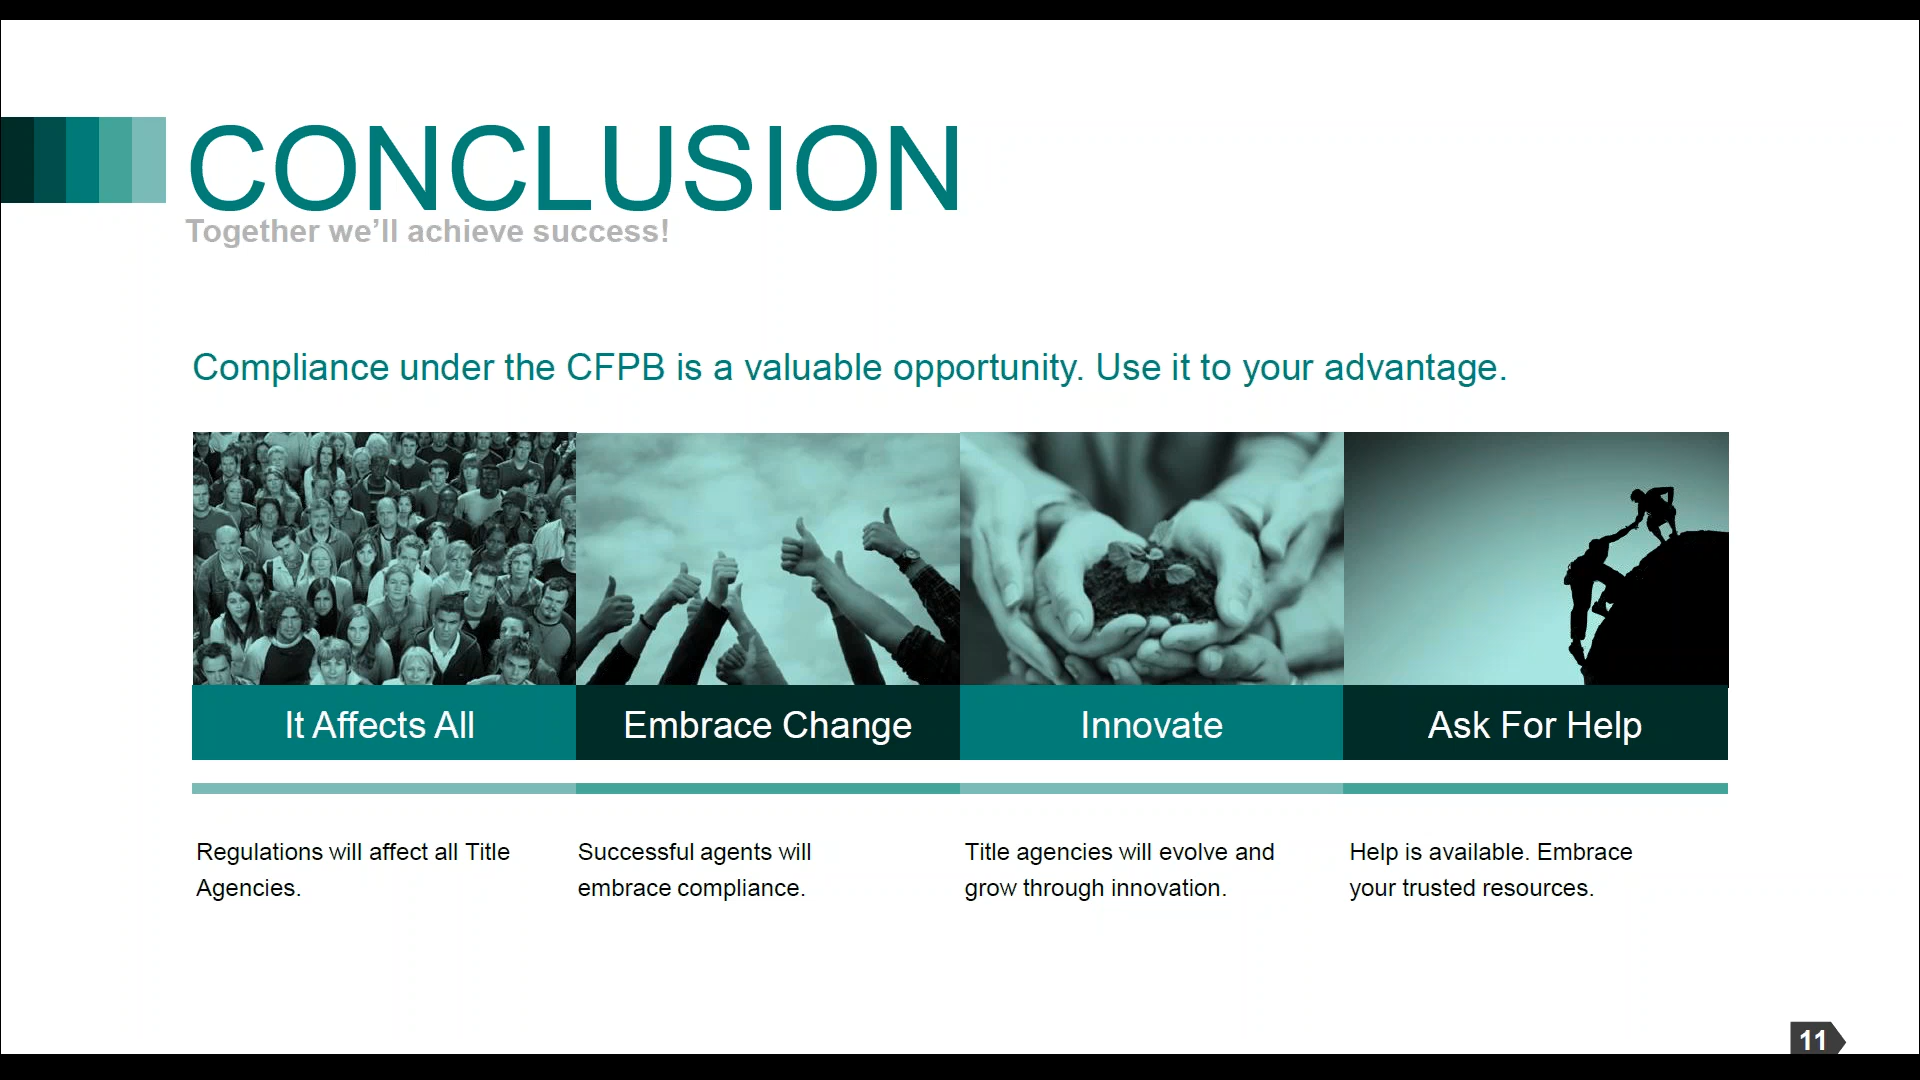 CONCLUSION
Together we'll achieve success!
Compliance under the CFPB is a valuable opportunity. Use it to your advantage.
It Affects All
Embrace Change
Innovate
Ask For Help
Regulations will affect all Title
Agencies.
Successful agents will
embrace compliance.
Title agencies will evolve and
grow through innovation.
Help is available. Embrace
your trusted resources.
11